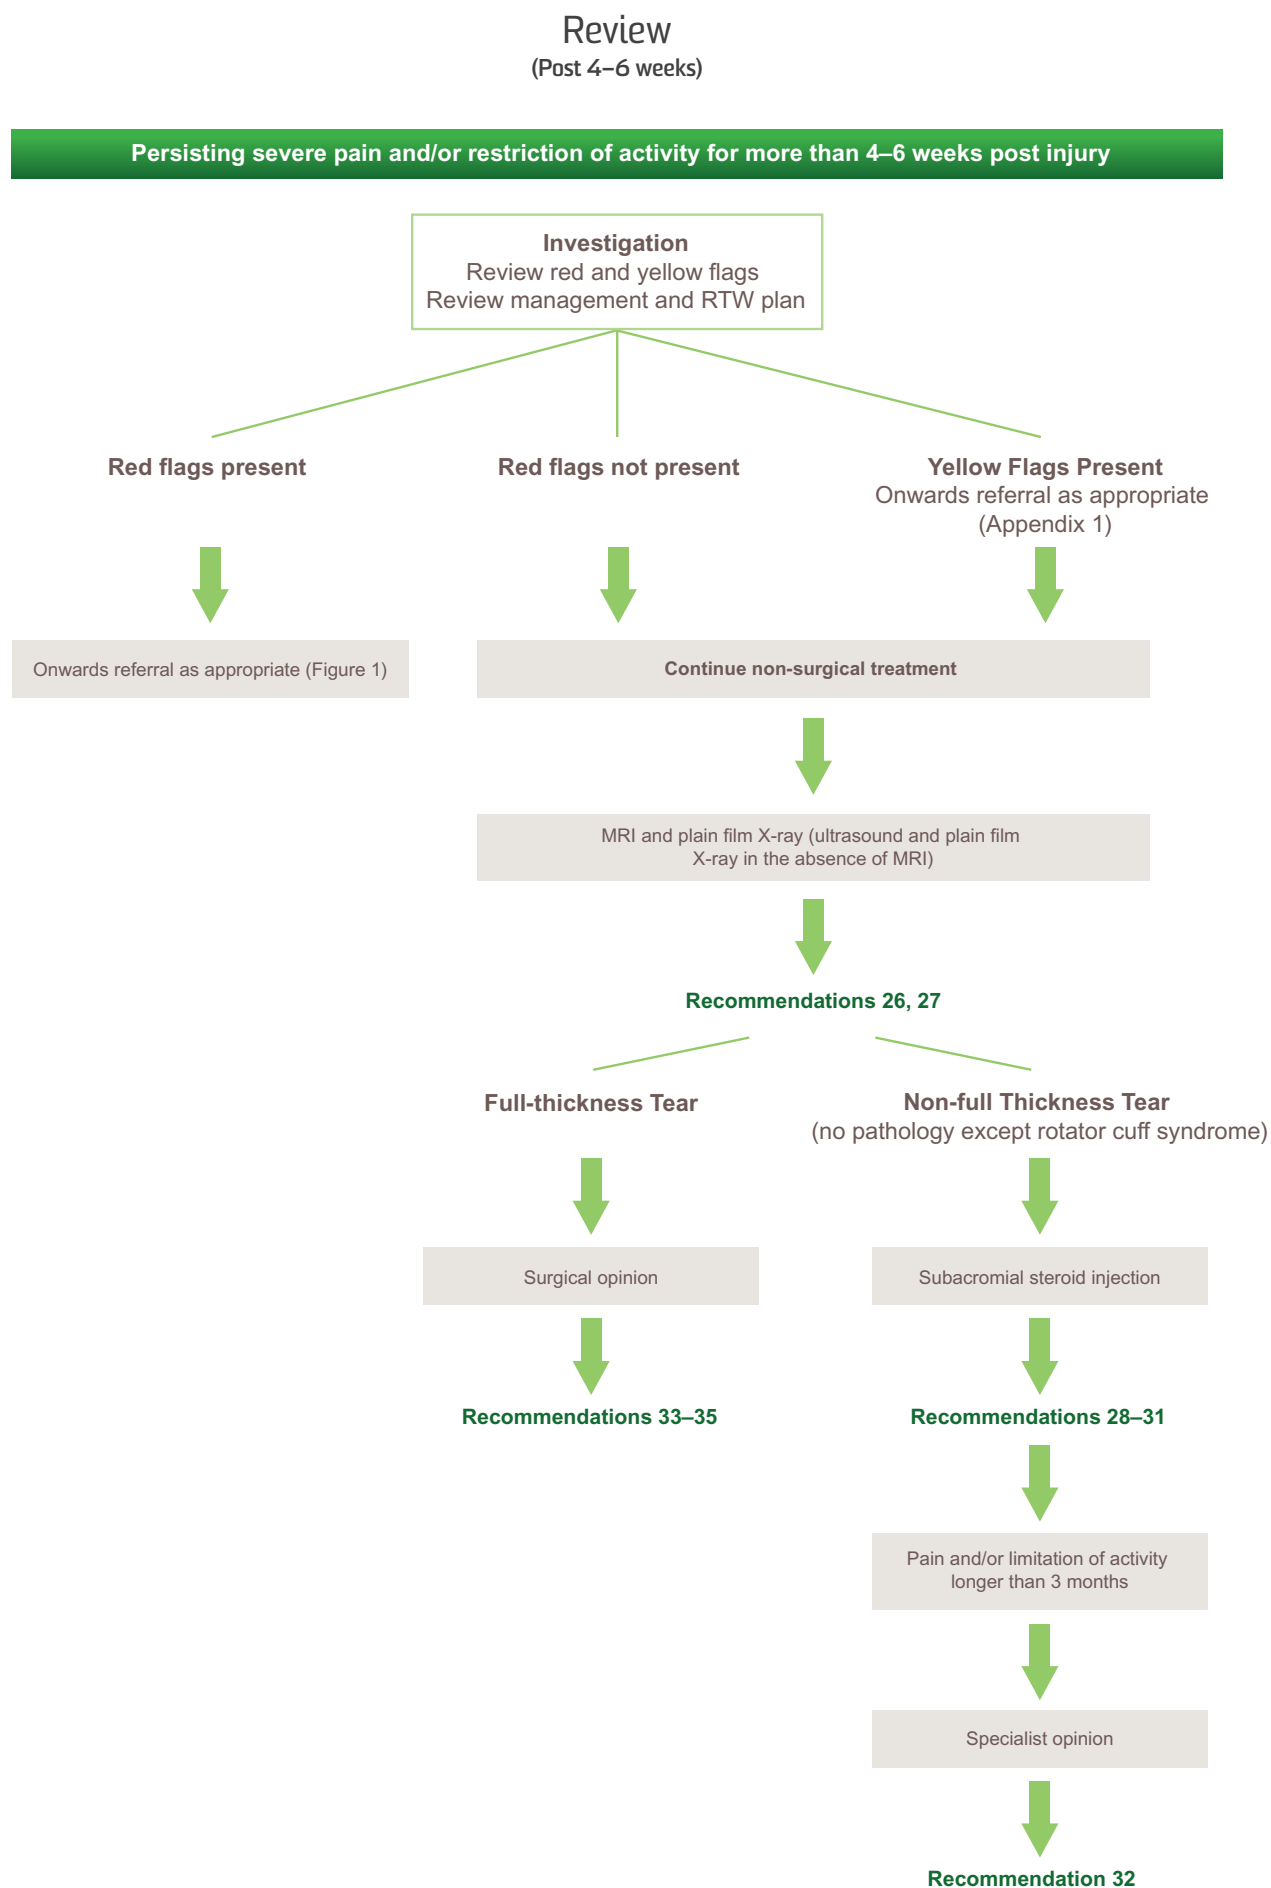 Review
(Post 4–6 weeks)
Persisting severe pain and/or restriction of activity for more than 4–6 weeks post injury
Investigation
Review red and yellow flags
Review management and RTW plan
Red flags present
Red flags not present
Yellow Flags Present
Onwards referral as appropriate
(Appendix 1)
Onwards referral as appropriate (Figure 1)
Continue non-surgical treatment
MRI and plain film X-ray (ultrasound and plain film
X-ray in the absence of MRI)
Recommendations 26, 27
Full-thickness Tear
Non-full Thickness Tear
(no pathology except rotator cuff syndrome)
Surgical opinion
Subacromial steroid injection
Recommendations 33–35
Recommendations 28–31
Pain and/or limitation of activity
longer than 3 months
Specialist opinion
Recommendation 32